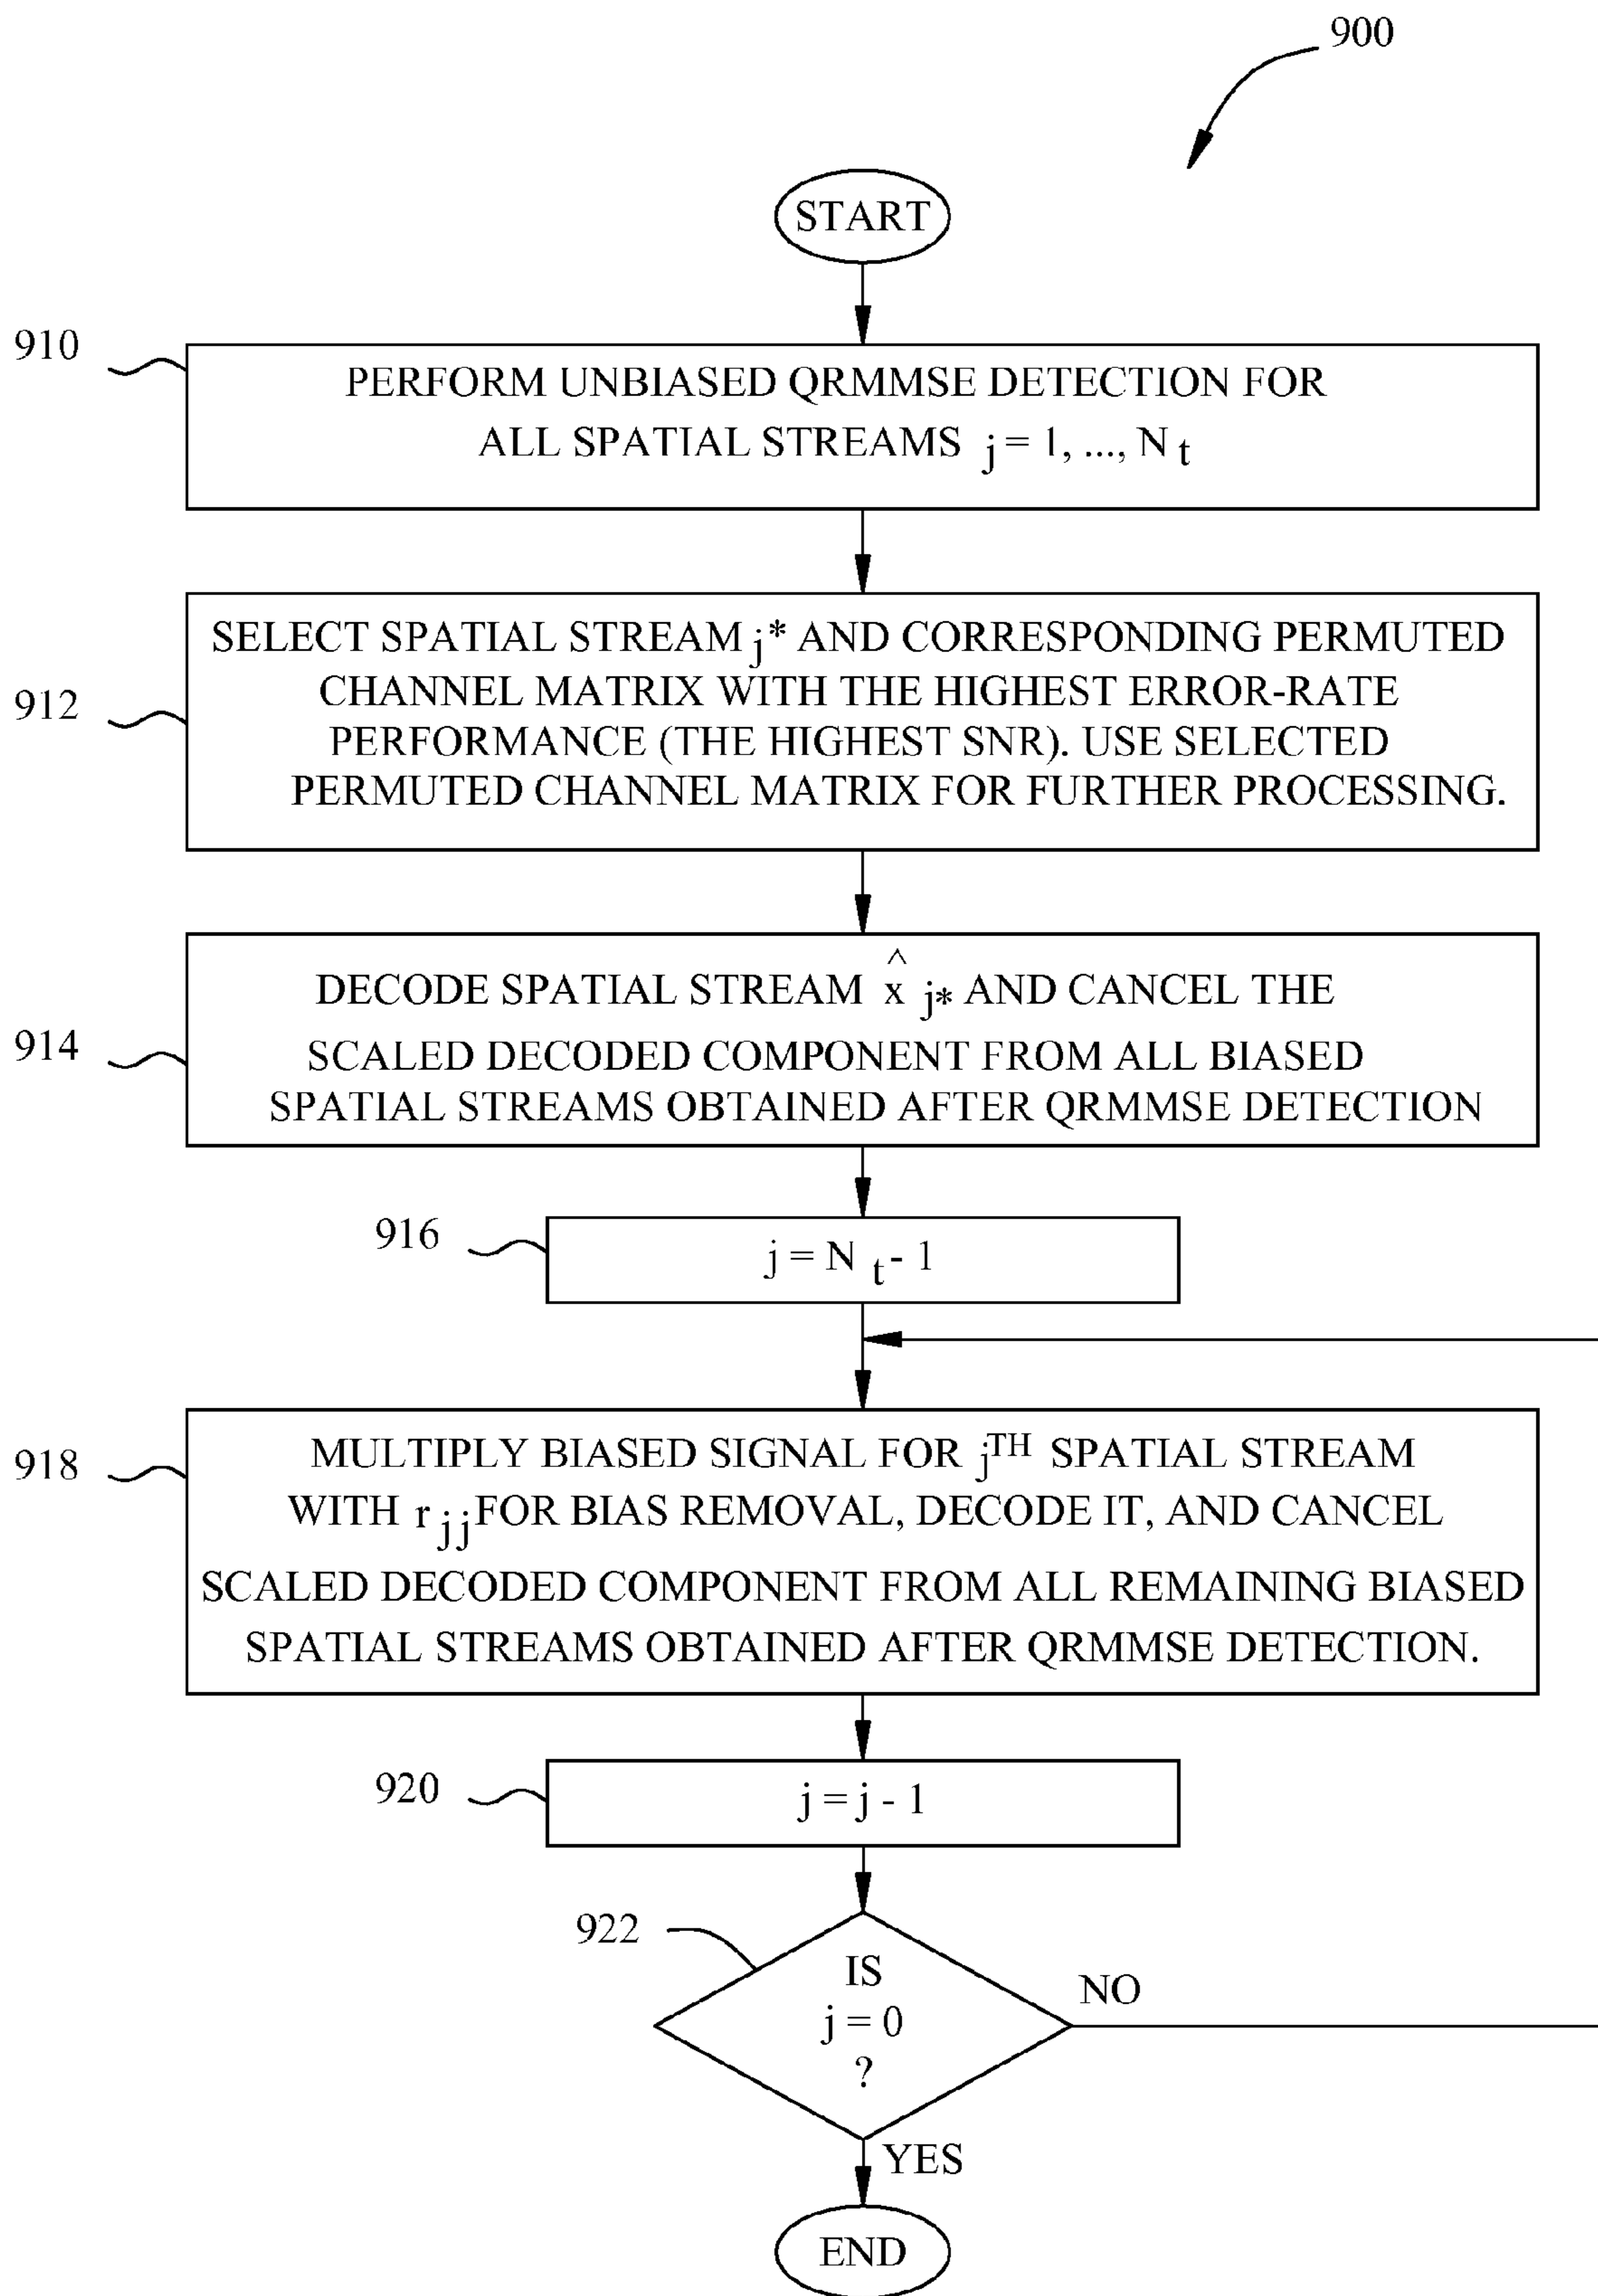 900
START
910
PERFORM UNBIASED QRMMSE DETECTION FOR
ALL SPATIAL STREAMS j = 1, ..., N t
912
SELECT SPATIAL STREAM j* AND CORRESPONDING PERMUTED
CHANNEL MATRIX WITH THE HIGHEST ERROR-RATE
PERFORMANCE (THE HIGHEST SNR). USE SELECTED
PERMUTED CHANNEL MATRIX FOR FURTHER PROCESSING.
914
DECODE SPATIAL STREAM x̂ j* AND CANCEL THE
SCALED DECODED COMPONENT FROM ALL BIASED
SPATIAL STREAMS OBTAINED AFTER QRMMSE DETECTION
916
j = N t - 1
918
MULTIPLY BIASED SIGNAL FOR j TH SPATIAL STREAM
WITH r jj FOR BIAS REMOVAL, DECODE IT, AND CANCEL
SCALED DECODED COMPONENT FROM ALL REMAINING BIASED
SPATIAL STREAMS OBTAINED AFTER QRMMSE DETECTION.
920
j = j - 1
922
IS
j = 0
?
NO
YES
END